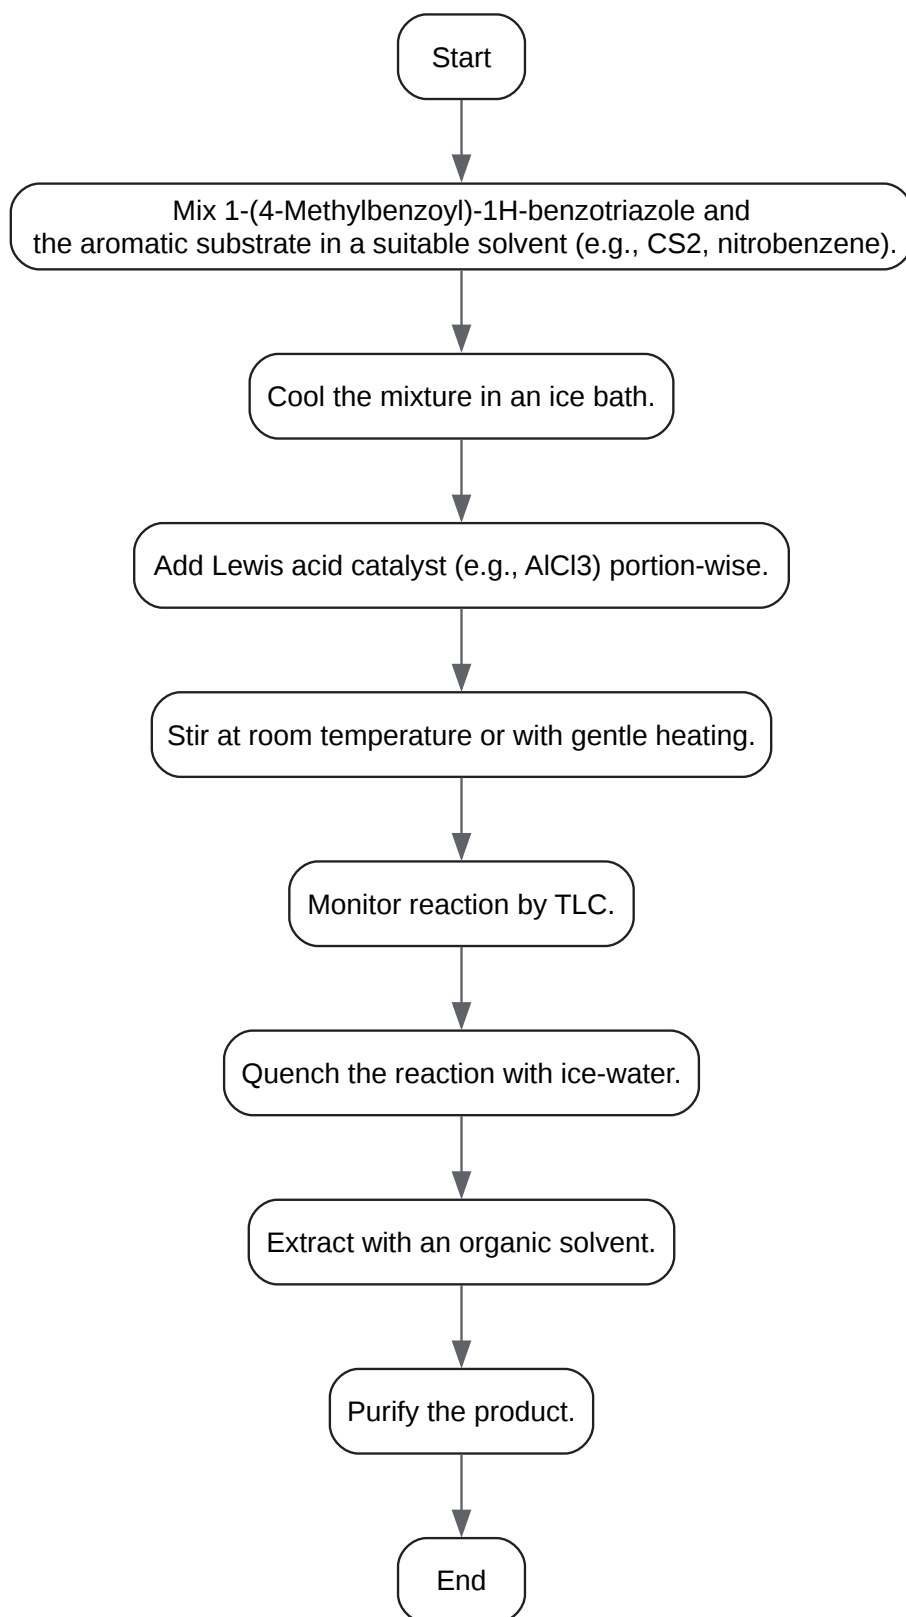 Start
Mix 1-(4-Methylbenzoyl)-1H-benzotriazole and
the aromatic substrate in a suitable solvent (e.g., CS2, nitrobenzene).
Cool the mixture in an ice bath.
Add Lewis acid catalyst (e.g., AlCl3) portion-wise.
Stir at room temperature or with gentle heating.
Monitor reaction by TLC.
Quench the reaction with ice-water.
Extract with an organic solvent.
Purify the product.
End